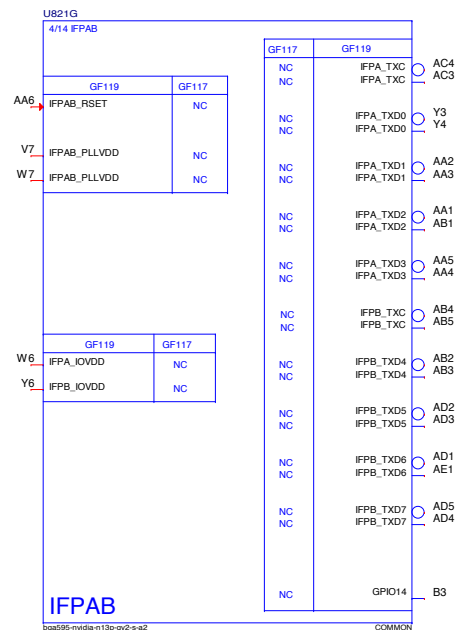 U821G
4/14 IFPAB
GF119 GF117
AA6 IFPAB_RSET NC
V7 IFPAB_PLLVDD NC
W7 IFPAB_PLLVDD NC
GF119 GF117
W6 IFPA_IOVDD NC
Y6 IFPB_IOVDD NC
GF117 GF119
NC IFPA_TXC AC4
NC IFPA_TXC AC3
NC IFPA_TXD0 Y3
NC IFPA_TXD0 Y4
NC IFPA_TXD1 AA2
NC IFPA_TXD1 AA3
NC IFPA_TXD2 AA1
NC IFPA_TXD2 AB1
NC IFPA_TXD3 AA5
NC IFPA_TXD3 AA4
NC IFPB_TXC AB4
NC IFPB_TXC AB5
NC IFPB_TXD4 AB2
NC IFPB_TXD4 AB3
NC IFPB_TXD5 AD2
NC IFPB_TXD5 AD3
NC IFPB_TXD6 AD1
NC IFPB_TXD6 AE1
NC IFPB_TXD7 AD5
NC IFPB_TXD7 AD4
NC GPIO14 B3
IFPAB
bga595-nvidia-n13p-gv2-s-a2 COMMON